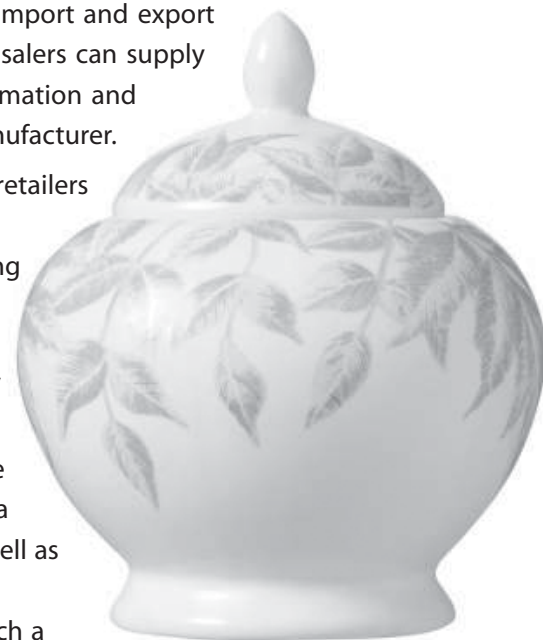 mport and export
salers can supply
mation and
nufacturer.
retailers
ng
e
a
ell as
ch a